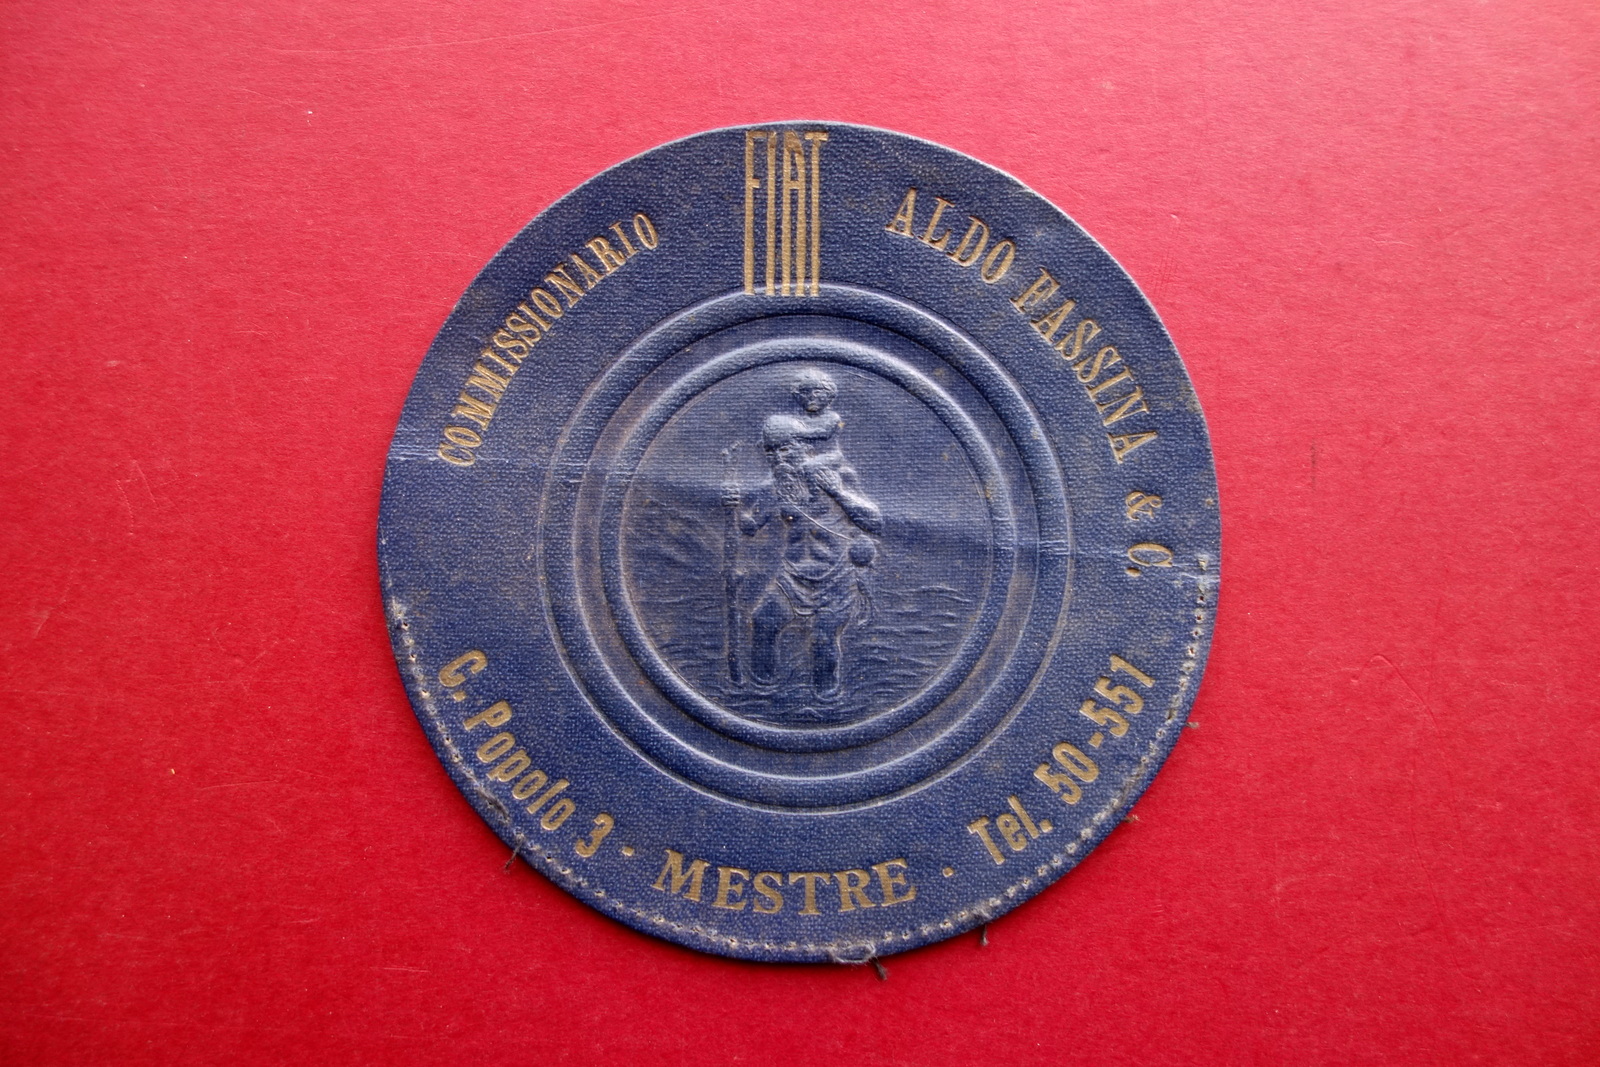 COMMISSIONARIO
FIAT
ALDO FASSINA & C.
C. Popolo 3 · MESTRE · Tel. 50-551